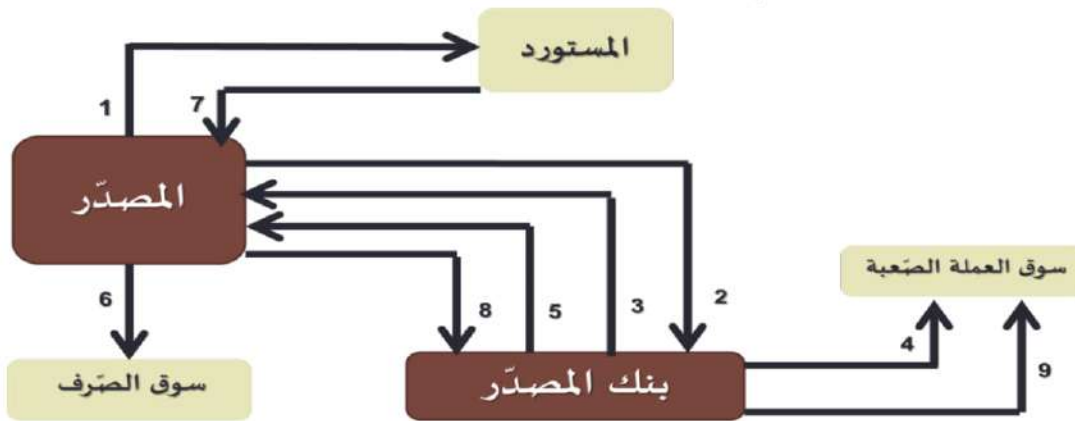 المستورد
1
7
المصدّر
2
3
5
8
6
سوق العملة الصّعبة
4
9
سوق الصّرف
بنك المصدّر